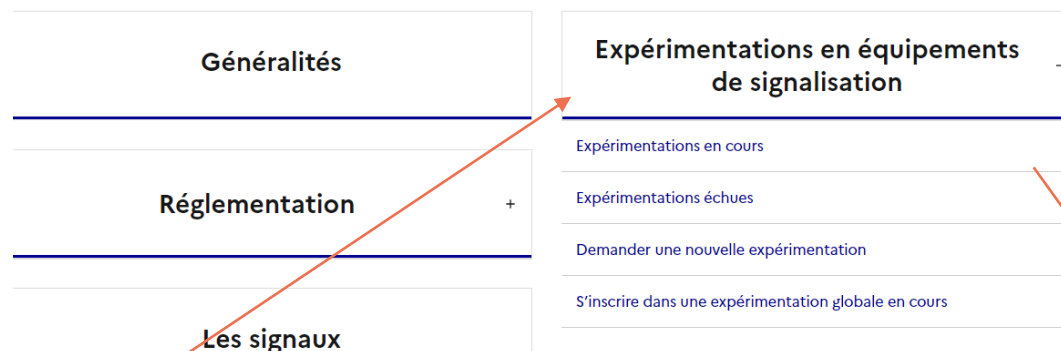 Généralités
Réglementation +
Les signaux
Expérimentations en équipements
de signalisation
Expérimentations en cours
Expérimentations échues
Demander une nouvelle expérimentation
S'inscrire dans une expérimentation globale en cours